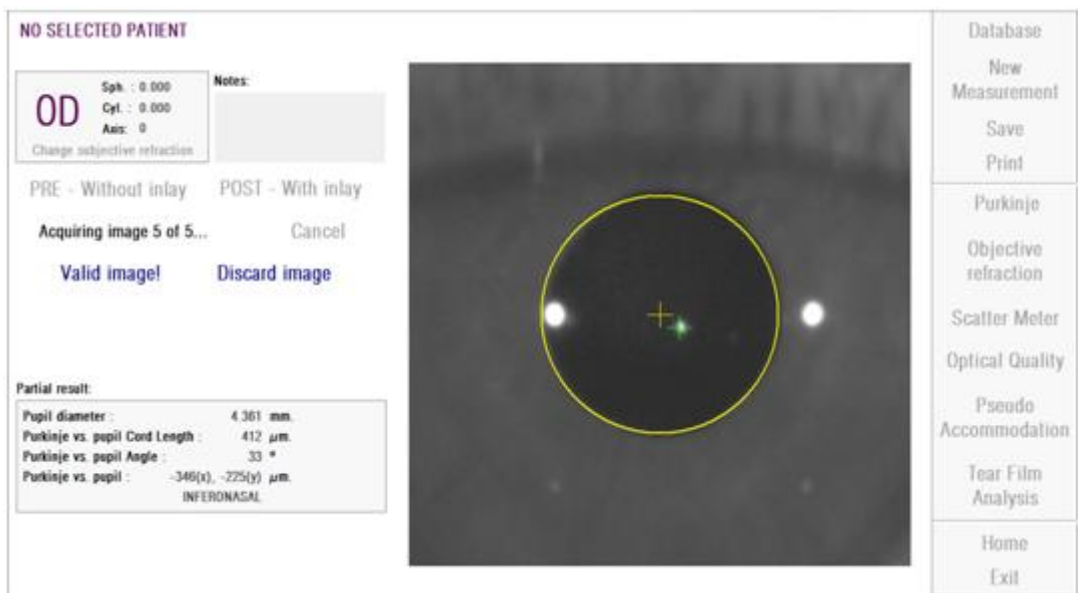 NO SELECTED PATIENT
OD
Sph. : 0.000
Cyl. : 0.000
Axis: 0
Change subjective refraction
Notes:
PRE - Without inlay
POST - With inlay
Acquiring image 5 of 5...
Cancel
Valid image!
Discard image
Partial result:
Pupil diameter : 4.361 mm.
Purkinje vs. pupil Cord Length : 412 µm.
Purkinje vs. pupil Angle : 33 º
Purkinje vs. pupil : -346(x), -225(y) µm.
INFERONASAL
Database
New
Measurement
Save
Print
Purkinje
Objective
refraction
Scatter Meter
Optical Quality
Pseudo
Accommodation
Tear Film
Analysis
Home
Exit